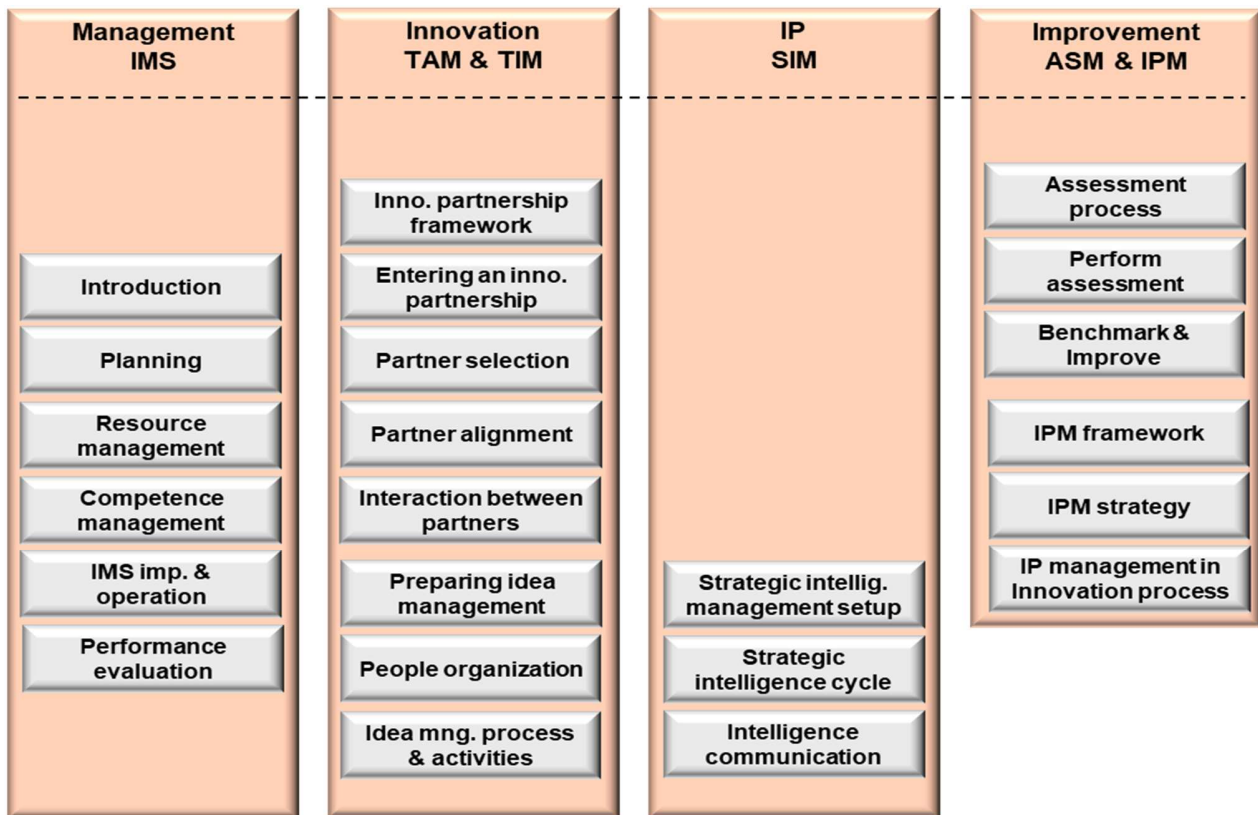 Management
IMS
Introduction
Planning
Resource
management
Competence
management
IMS imp. &
operation
Performance
evaluation
Innovation
TAM & TIM
Inno. partnership
framework
Entering an inno.
partnership
Partner selection
Partner alignment
Interaction between
partners
Preparing idea
management
People organization
Idea mng. process
& activities
IP
SIM
Strategic intellig.
management setup
Strategic
intelligence cycle
Intelligence
communication
Improvement
ASM & IPM
Assessment
process
Perform
assessment
Benchmark &
Improve
IPM framework
IPM strategy
IP management in
Innovation process